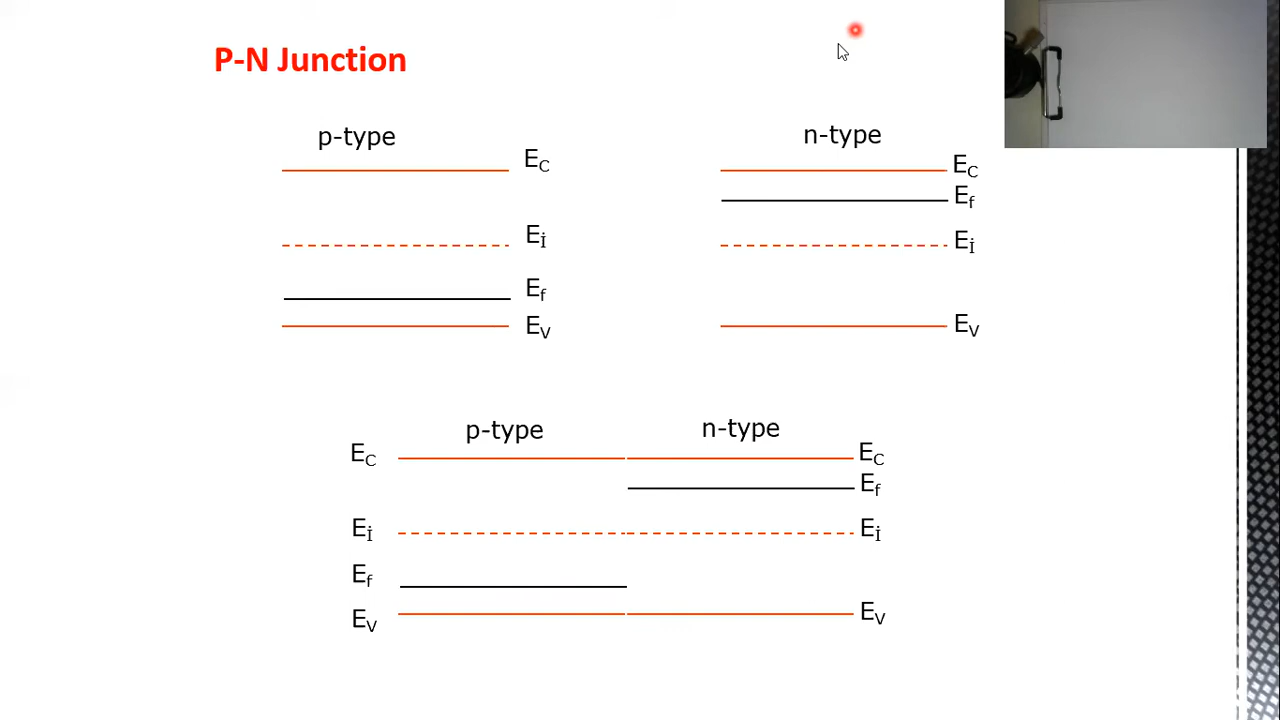 P-N Junction
p-type
E_C
E_İ
E_f
E_V
n-type
E_C
E_f
E_İ
E_V
p-type
n-type
E_C
E_İ
E_f
E_V
E_C
E_f
E_İ
E_V